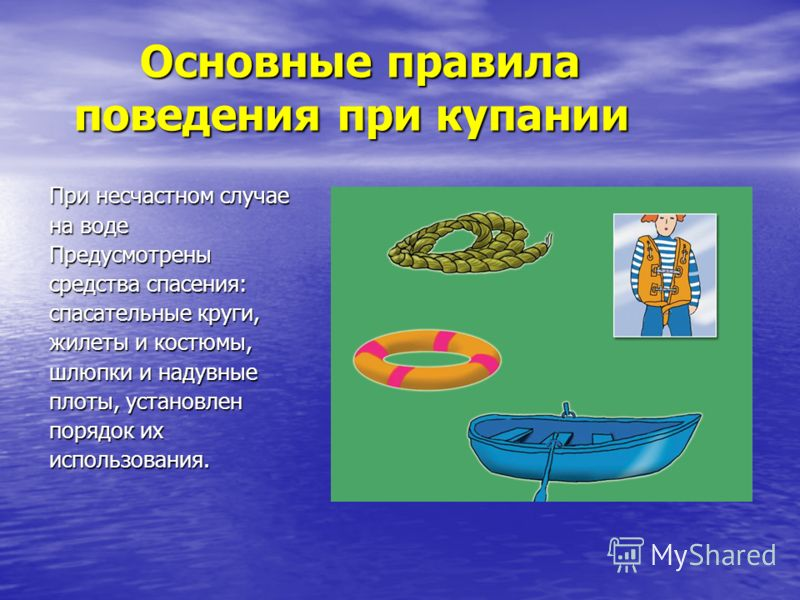 Основные правила
поведения при купании
При несчастном случае
на воде
Предусмотрены
средства спасения:
спасательные круги,
жилеты и костюмы,
шлюпки и надувные
плоты, установлен
порядок их
использования.
MyShared